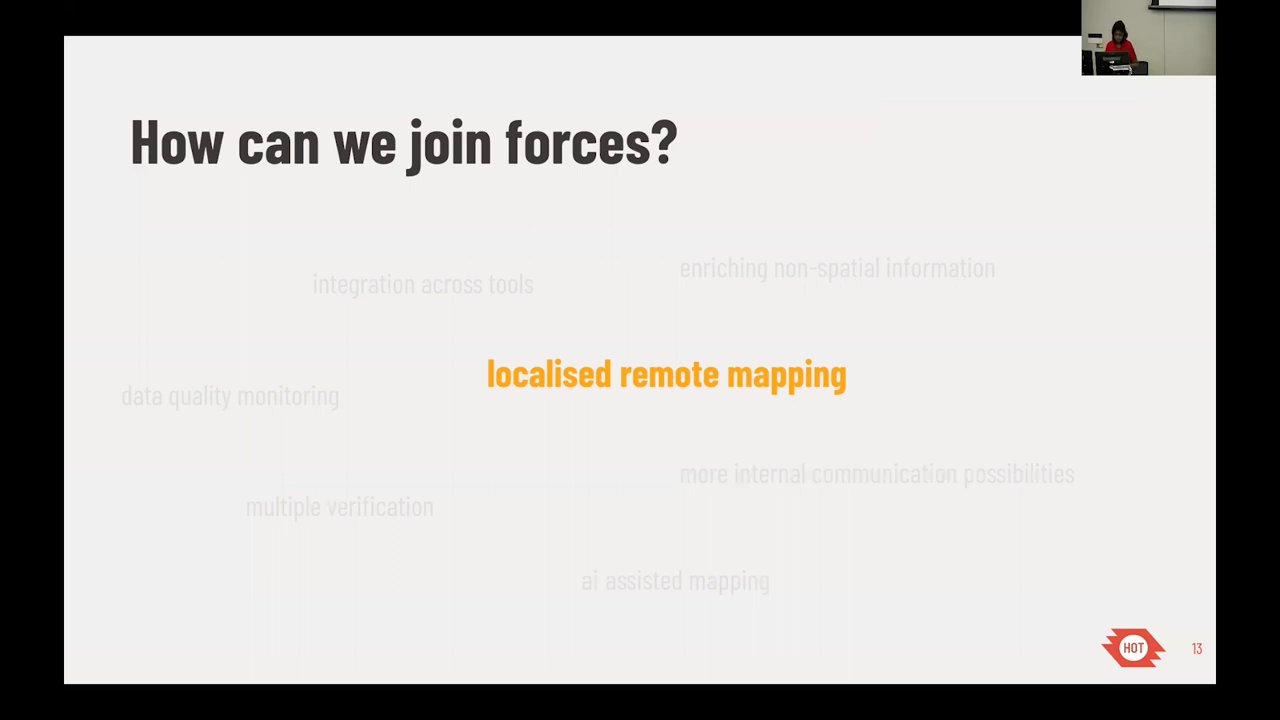 How can we join forces?
enriching non-spatial information
integration across tools
localised remote mapping
data quality monitoring
more internal communication possibilities
multiple verification
ai assisted mapping
HOT
13